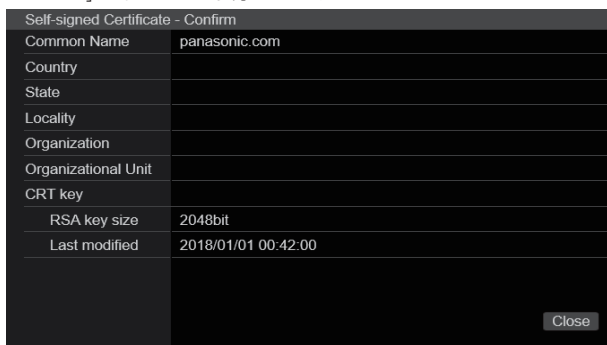 Self-signed Certificate - Confirm
Common Name panasonic.com
Country
State
Locality
Organization
Organizational Unit
CRT key
RSA key size 2048bit
Last modified 2018/01/01 00:42:00
Close